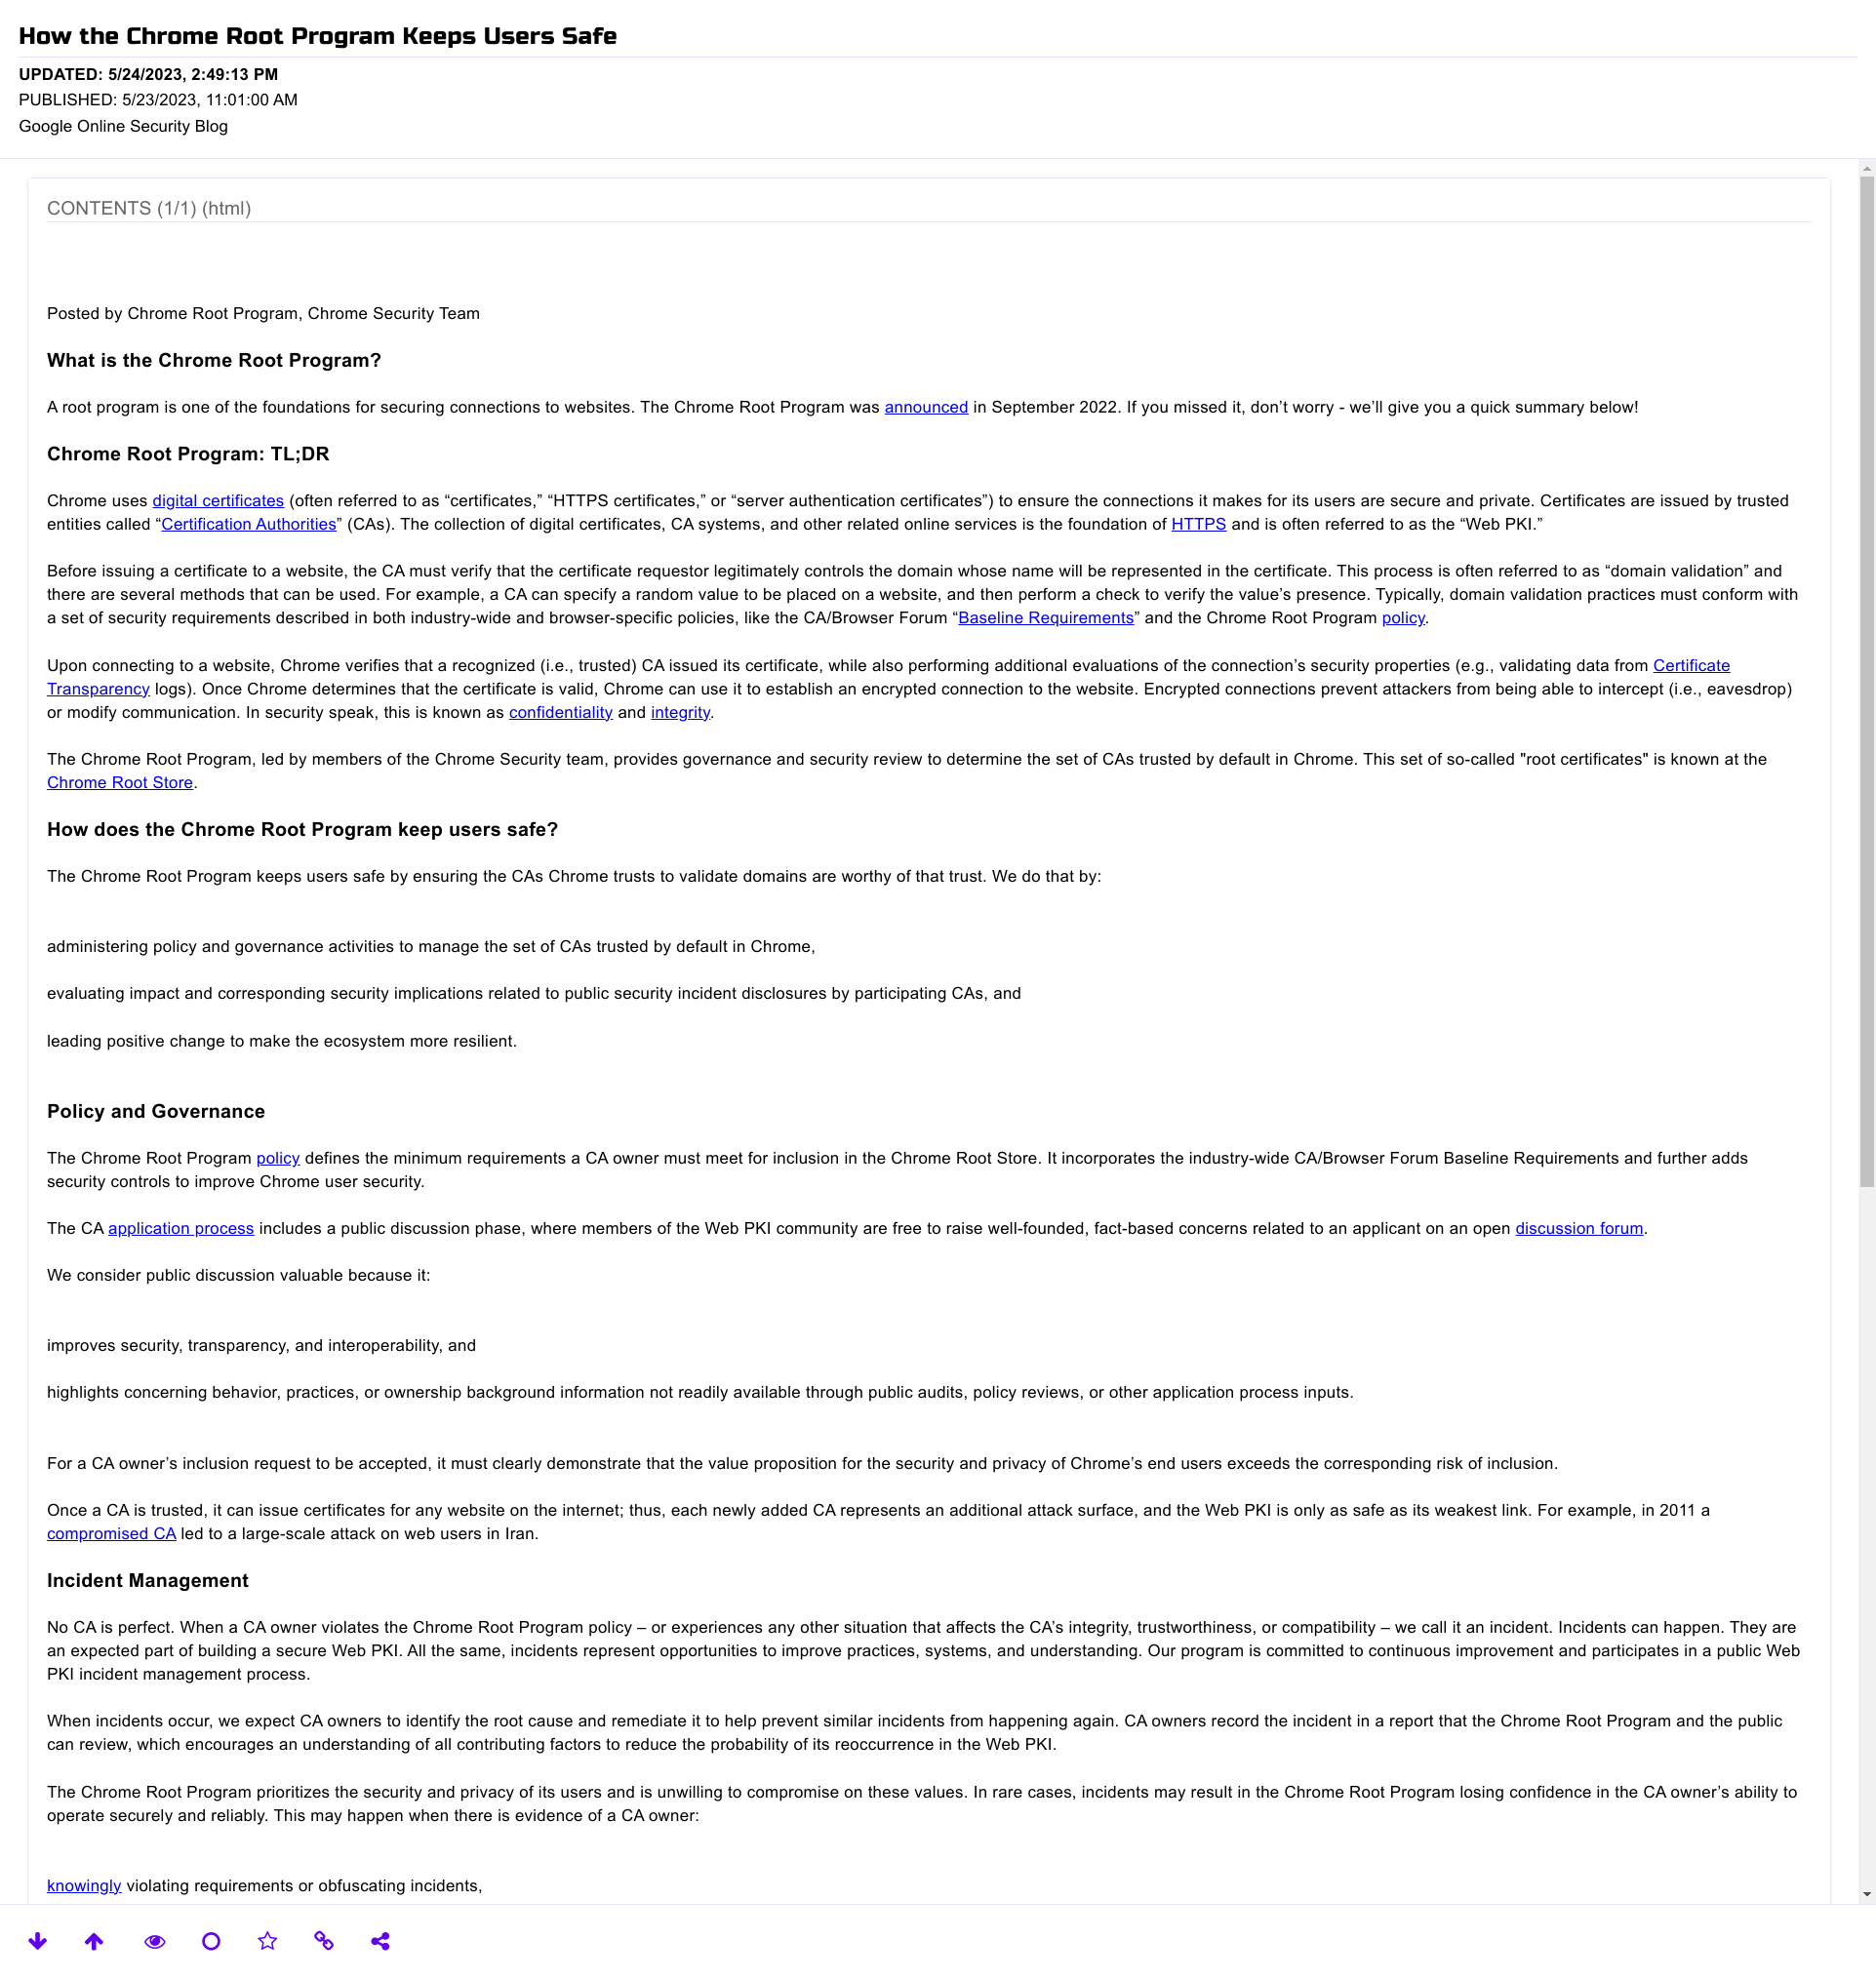 How the Chrome Root Program Keeps Users Safe
UPDATED: 5/24/2023, 2:49:13 PM
PUBLISHED: 5/23/2023, 11:01:00 AM
Google Online Security Blog
CONTENTS (1/1) (html)
Posted by Chrome Root Program, Chrome Security Team
What is the Chrome Root Program?
A root program is one of the foundations for securing connections to websites. The Chrome Root Program was announced in September 2022. If you missed it, don’t worry - we’ll give you a quick summary below!
Chrome Root Program: TL;DR
Chrome uses digital certificates (often referred to as “certificates,” “HTTPS certificates,” or “server authentication certificates”) to ensure the connections it makes for its users are secure and private. Certificates are issued by trusted
entities called “Certification Authorities” (CAs). The collection of digital certificates, CA systems, and other related online services is the foundation of HTTPS and is often referred to as the “Web PKI.”
Before issuing a certificate to a website, the CA must verify that the certificate requestor legitimately controls the domain whose name will be represented in the certificate. This process is often referred to as “domain validation” and
there are several methods that can be used. For example, a CA can specify a random value to be placed on a website, and then perform a check to verify the value’s presence. Typically, domain validation practices must conform with
a set of security requirements described in both industry-wide and browser-specific policies, like the CA/Browser Forum “Baseline Requirements” and the Chrome Root Program policy.
Upon connecting to a website, Chrome verifies that a recognized (i.e., trusted) CA issued its certificate, while also performing additional evaluations of the connection’s security properties (e.g., validating data from Certificate
Transparency logs). Once Chrome determines that the certificate is valid, Chrome can use it to establish an encrypted connection to the website. Encrypted connections prevent attackers from being able to intercept (i.e., eavesdrop)
or modify communication. In security speak, this is known as confidentiality and integrity.
The Chrome Root Program, led by members of the Chrome Security team, provides governance and security review to determine the set of CAs trusted by default in Chrome. This set of so-called "root certificates" is known at the
Chrome Root Store.
How does the Chrome Root Program keep users safe?
The Chrome Root Program keeps users safe by ensuring the CAs Chrome trusts to validate domains are worthy of that trust. We do that by:
administering policy and governance activities to manage the set of CAs trusted by default in Chrome,
evaluating impact and corresponding security implications related to public security incident disclosures by participating CAs, and
leading positive change to make the ecosystem more resilient.
Policy and Governance
The Chrome Root Program policy defines the minimum requirements a CA owner must meet for inclusion in the Chrome Root Store. It incorporates the industry-wide CA/Browser Forum Baseline Requirements and further adds
security controls to improve Chrome user security.
The CA application process includes a public discussion phase, where members of the Web PKI community are free to raise well-founded, fact-based concerns related to an applicant on an open discussion forum.
We consider public discussion valuable because it:
improves security, transparency, and interoperability, and
highlights concerning behavior, practices, or ownership background information not readily available through public audits, policy reviews, or other application process inputs.
For a CA owner’s inclusion request to be accepted, it must clearly demonstrate that the value proposition for the security and privacy of Chrome’s end users exceeds the corresponding risk of inclusion.
Once a CA is trusted, it can issue certificates for any website on the internet; thus, each newly added CA represents an additional attack surface, and the Web PKI is only as safe as its weakest link. For example, in 2011 a
compromised CA led to a large-scale attack on web users in Iran.
Incident Management
No CA is perfect. When a CA owner violates the Chrome Root Program policy – or experiences any other situation that affects the CA’s integrity, trustworthiness, or compatibility – we call it an incident. Incidents can happen. They are
an expected part of building a secure Web PKI. All the same, incidents represent opportunities to improve practices, systems, and understanding. Our program is committed to continuous improvement and participates in a public Web
PKI incident management process.
When incidents occur, we expect CA owners to identify the root cause and remediate it to help prevent similar incidents from happening again. CA owners record the incident in a report that the Chrome Root Program and the public
can review, which encourages an understanding of all contributing factors to reduce the probability of its reoccurrence in the Web PKI.
The Chrome Root Program prioritizes the security and privacy of its users and is unwilling to compromise on these values. In rare cases, incidents may result in the Chrome Root Program losing confidence in the CA owner’s ability to
operate securely and reliably. This may happen when there is evidence of a CA owner:
knowingly violating requirements or obfuscating incidents,